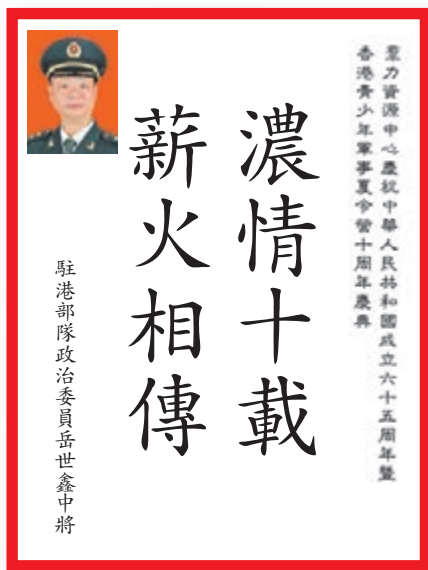 羣力資源中心慶祝中華人民共和國成立六十五周年暨
香港青少年軍事夏令營十周年慶典
濃情十載
薪火相傳
駐港部隊政治委員岳世鑫中將